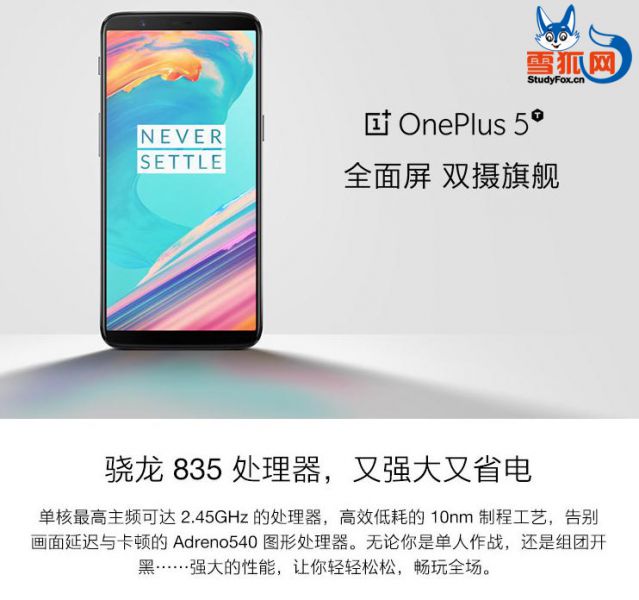 雪狐网
StudyFox.cn
1+ OnePlus 5T
全面屏 双摄旗舰
NEVER
SETTLE
骁龙 835 处理器，又强大又省电
单核最高主频可达 2.45GHz 的处理器，高效低耗的 10nm 制程工艺，告别
画面延迟与卡顿的 Adreno540 图形处理器。无论你是单人作战，还是组团开
黑⋯⋯强大的性能，让你轻轻松松，畅玩全场。